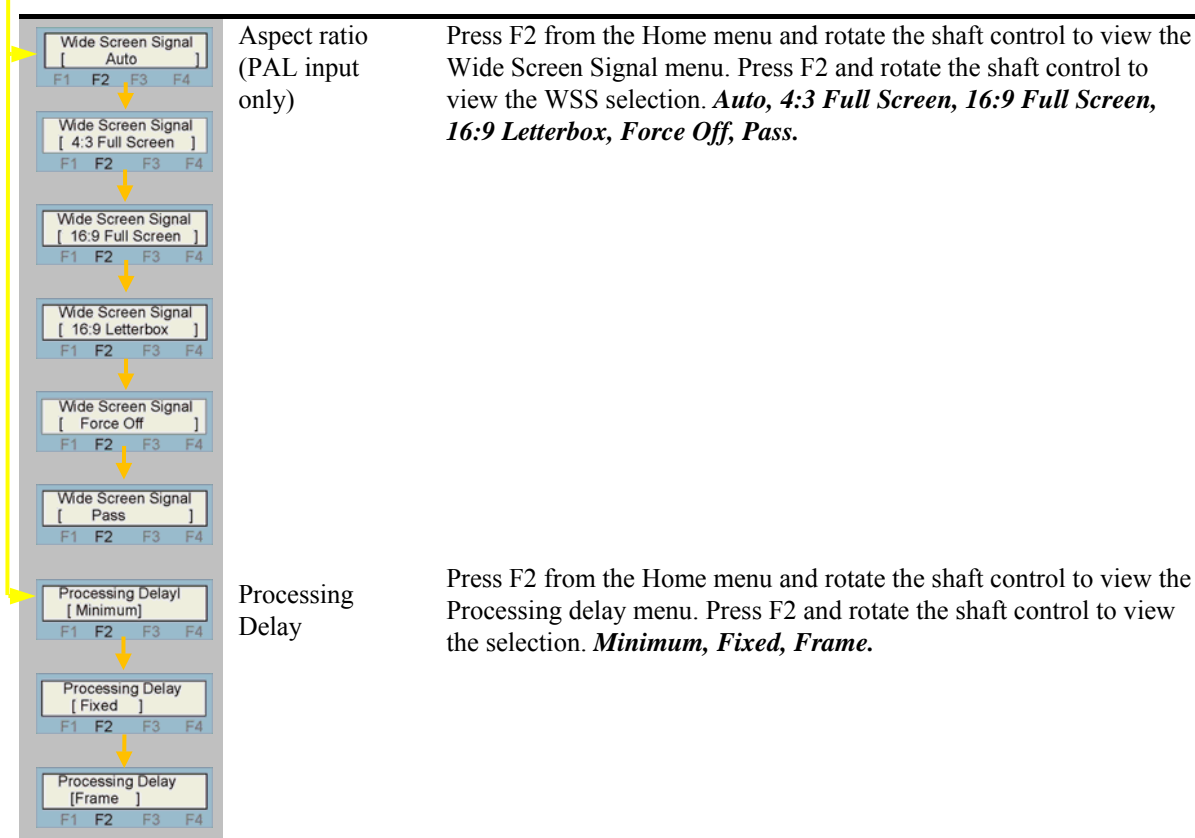 Wide Screen Signal
[ Auto ]
F1 F2 F3 F4
Wide Screen Signal
[ 4:3 Full Screen ]
F1 F2 F3 F4
Wide Screen Signal
[ 16:9 Full Screen ]
F1 F2 F3 F4
Wide Screen Signal
[ 16:9 Letterbox ]
F1 F2 F3 F4
Wide Screen Signal
[ Force Off ]
F1 F2 F3 F4
Wide Screen Signal
[ Pass ]
F1 F2 F3 F4
Aspect ratio
(PAL input
only)
Press F2 from the Home menu and rotate the shaft control to view the
Wide Screen Signal menu. Press F2 and rotate the shaft control to
view the WSS selection. Auto, 4:3 Full Screen, 16:9 Full Screen,
16:9 Letterbox, Force Off, Pass.
Processing Delayl
[ Minimum]
F1 F2 F3 F4
Processing Delay
[ Fixed ]
F1 F2 F3 F4
Processing Delay
[Frame ]
F1 F2 F3 F4
Processing
Delay
Press F2 from the Home menu and rotate the shaft control to view the
Processing delay menu. Press F2 and rotate the shaft control to view
the selection. Minimum, Fixed, Frame.